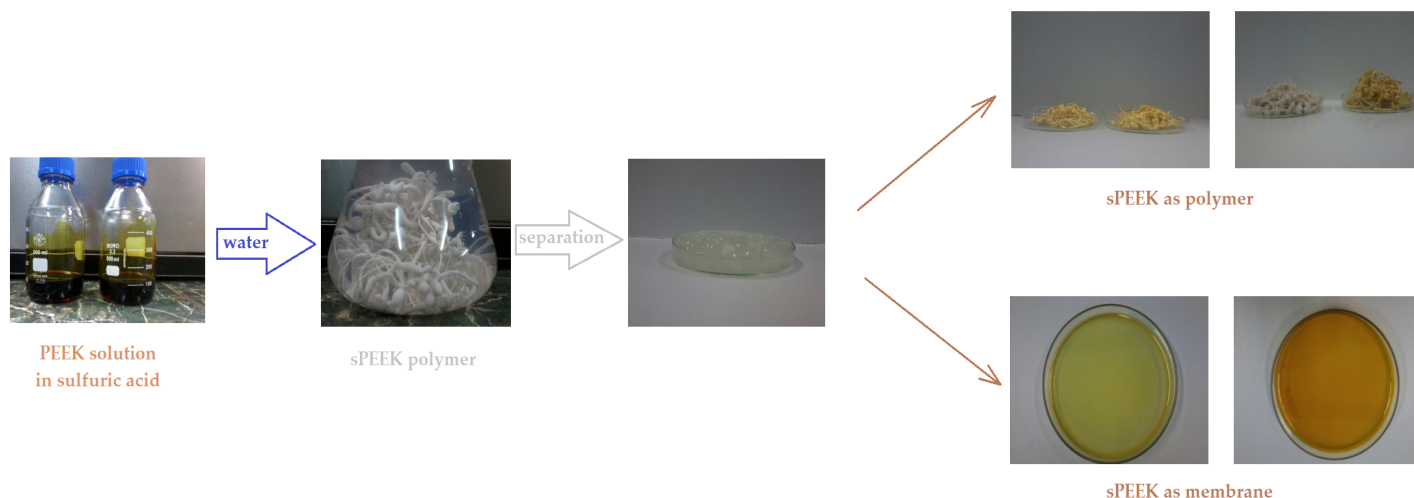 PEEK solution
in sulfuric acid
water
sPEEK polymer
separation
sPEEK as polymer
sPEEK as membrane